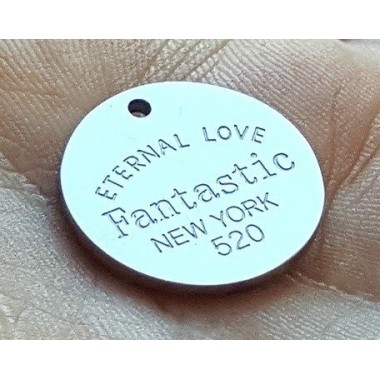 ETERNAL LOVE
Fantastic
NEW YORK
520